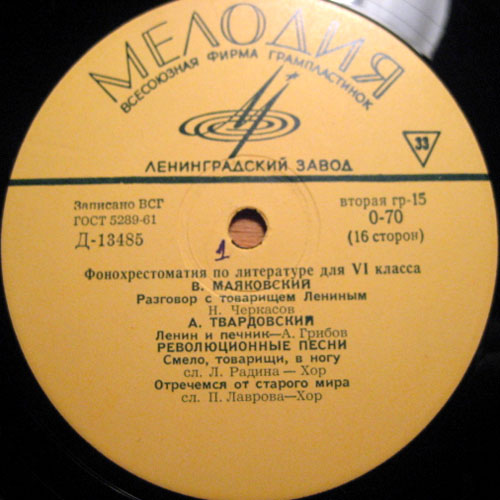 МЕЛОДИЯ
ВСЕСОЮЗНАЯ ФИРМА ГРАМПЛАСТИНОК
33
ЛЕНИНГРАДСКИЙ ЗАВОД
Записано ВСГ
ГОСТ 5289-61
Д-13485
вторая гр-15
0-70
(16 сторон)
1
Фонохрестоматия по литературе для VI класса
В. МАЯКОВСКИЙ
Разговор с товарищем Лениным
Н. Черкасов
А. ТВАРДОВСКИЙ
Ленин и печник—А. Грибов
РЕВОЛЮЦИОННЫЕ ПЕСНИ
Смело, товарищи, в ногу
сл. Л. Радина — Хор
Отречемся от старого мира
сл. П. Лаврова—Хор